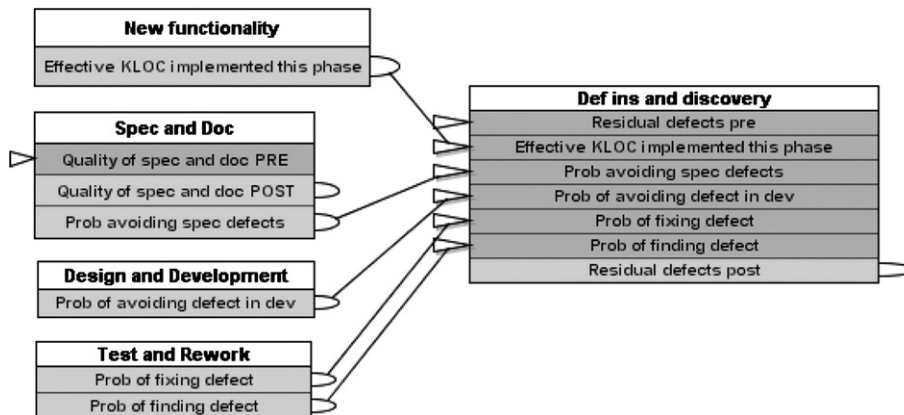 New functionality
Effective KLOC implemented this phase
Spec and Doc
Quality of spec and doc PRE
Quality of spec and doc POST
Prob avoiding spec defects
Design and Development
Prob of avoiding defect in dev
Test and Rework
Prob of fixing defect
Prob of finding defect
Def ins and discovery
Residual defects pre
Effective KLOC implemented this phase
Prob avoiding spec defects
Prob of avoiding defect in dev
Prob of fixing defect
Prob of finding defect
Residual defects post